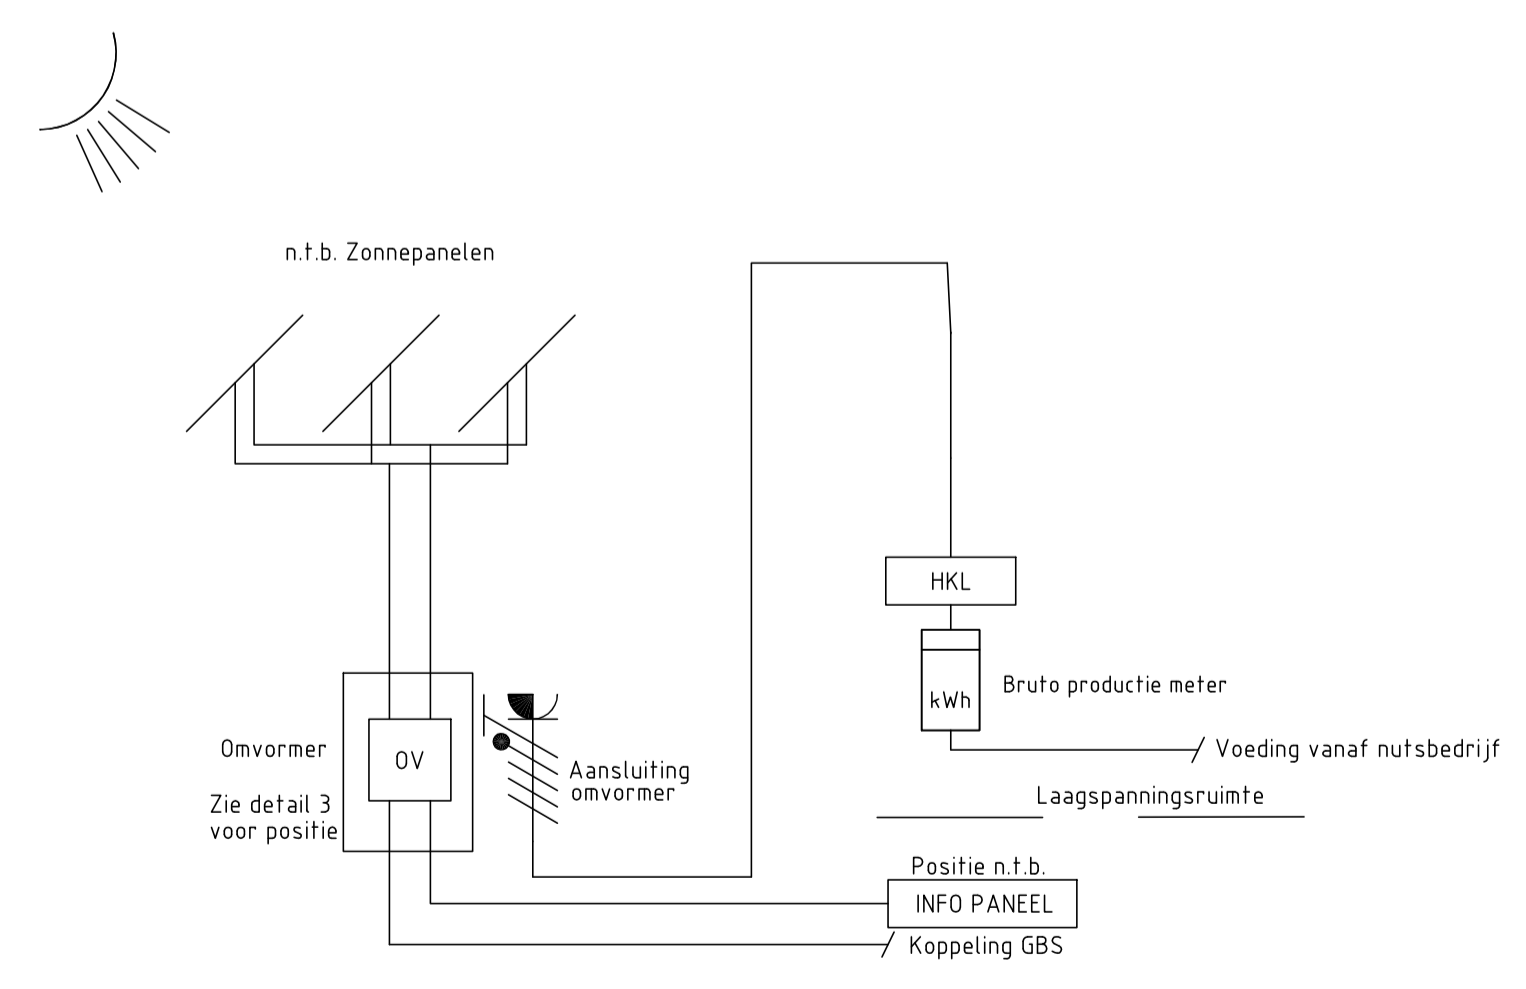 n.t.b. Zonnepanelen
HKL
kWh
Bruto productie meter
Voeding vanaf nutsbedrijf
Omvormer
OV
Zie detail 3
voor positie
Aansluiting
omvormer
Laagspanningsruimte
Positie n.t.b.
INFO PANEEL
Koppeling GBS